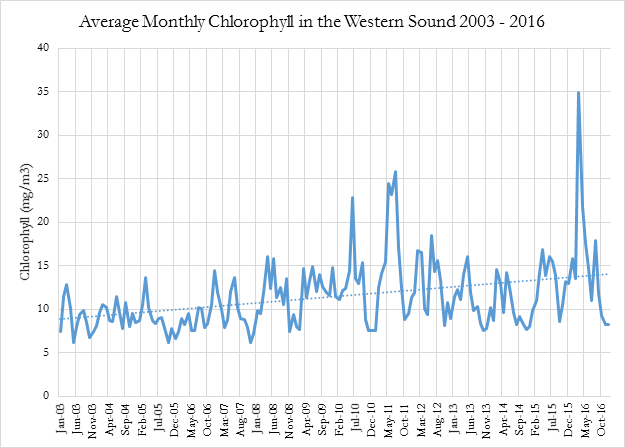 Average Monthly Chlorophyll in the Western Sound 2003 - 2016
40
35
30
25
20
15
10
5
0
Chlorophyll (mg/m3)
Jan-03
Jun-03
Nov-03
Apr-04
Sep-04
Feb-05
Jul-05
Dec-05
May-06
Oct-06
Mar-07
Aug-07
Jan-08
Jun-08
Nov-08
Apr-09
Sep-09
Feb-10
Jul-10
Dec-10
May-11
Oct-11
Mar-12
Aug-12
Jan-13
Jun-13
Nov-13
Apr-14
Sep-14
Feb-15
Jul-15
Dec-15
May-16
Oct-16